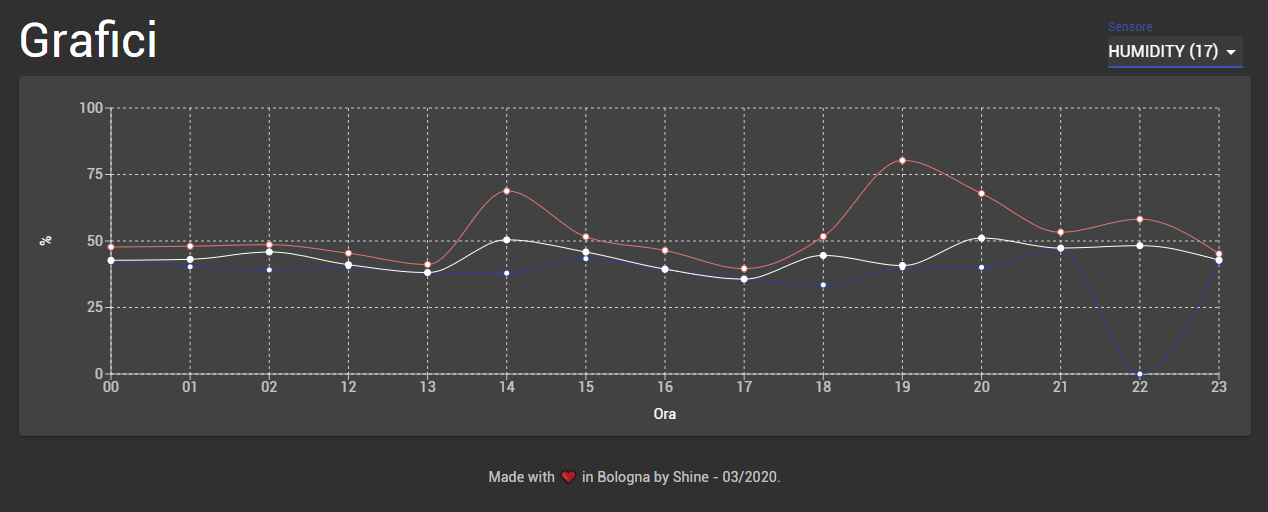 Grafici
Sensore
HUMIDITY (17)
100
75
50
25
0
%
00 01 02 12 13 14 15 16 17 18 19 20 21 22 23
Ora
Made with ❤ in Bologna by Shine - 03/2020.